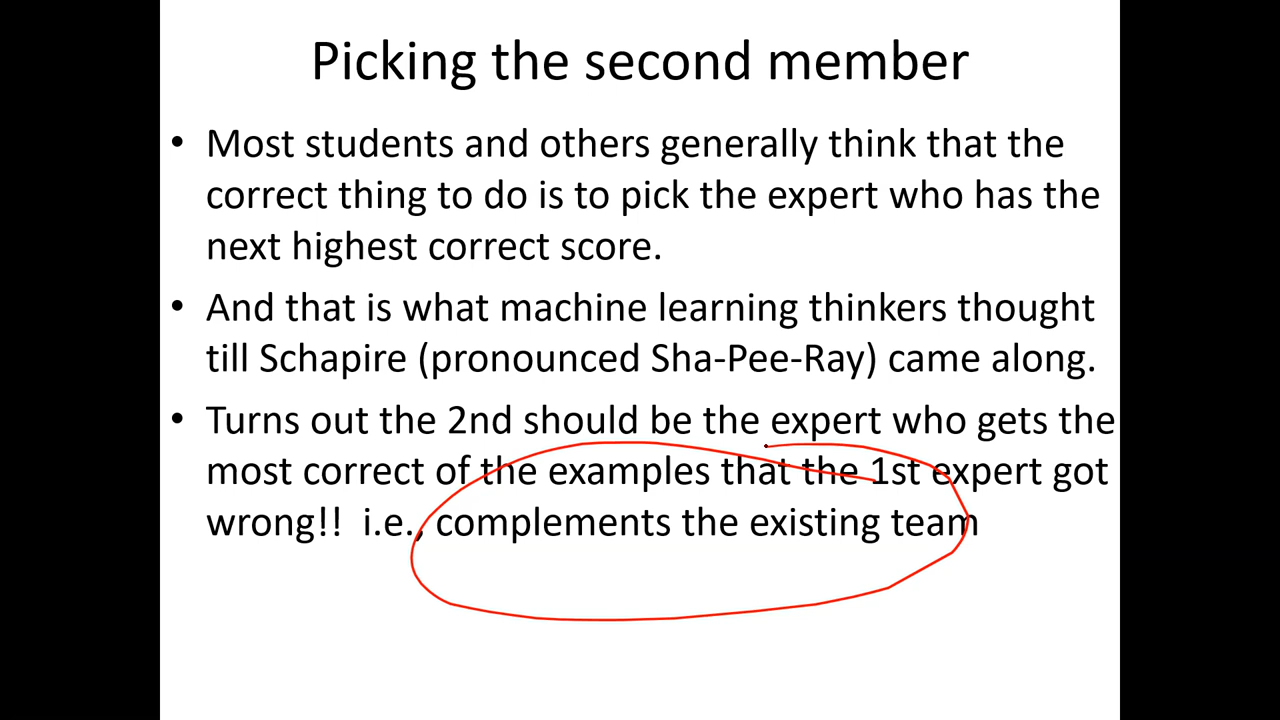 Picking the second member
• Most students and others generally think that the
correct thing to do is to pick the expert who has the
next highest correct score.
• And that is what machine learning thinkers thought
till Schapire (pronounced Sha-Pee-Ray) came along.
• Turns out the 2nd should be the expert who gets the
most correct of the examples that the 1st expert got
wrong!!  i.e., complements the existing team